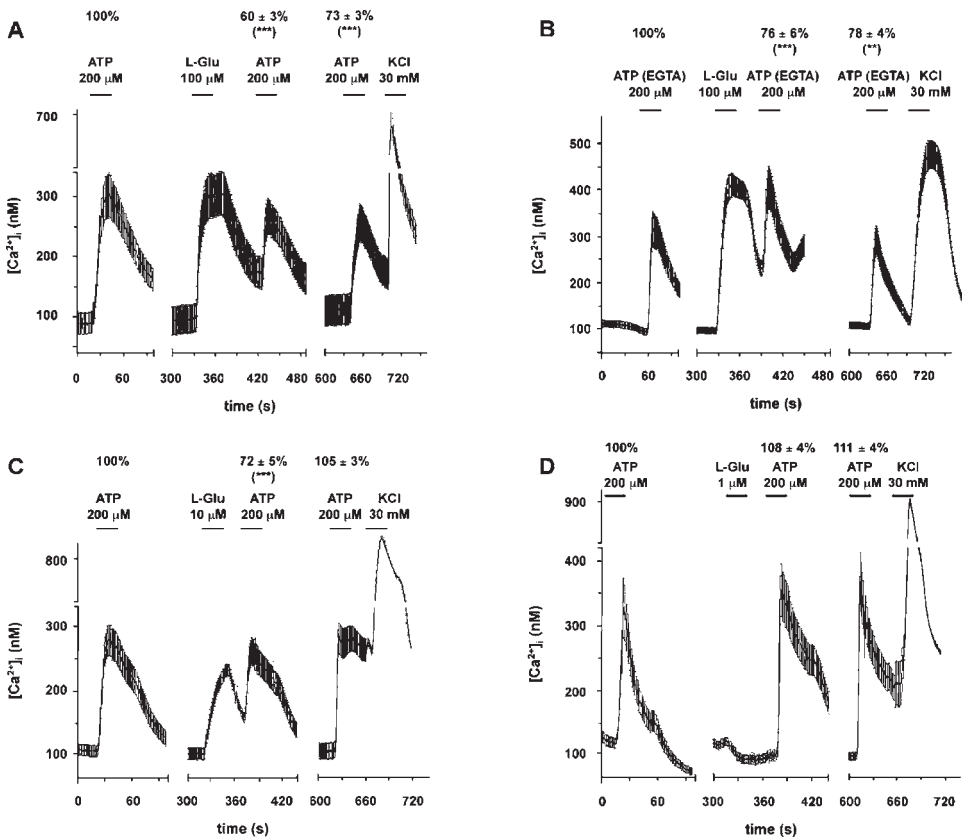 A
100%
60 ± 3%
(***)
73 ± 3%
(***)
ATP
200 µM
L-Glu
100 µM
ATP
200 µM
ATP
200 µM
KCl
30 mM
700
300
200
100
[Ca²⁺]ᵢ (nM)
0 60 300 360 420 480 600 660 720
time (s)
B
100%
76 ± 6%
(***)
78 ± 4%
(**)
ATP (EGTA)
200 µM
L-Glu
100 µM
ATP (EGTA)
200 µM
ATP (EGTA)
200 µM
KCl
30 mM
500
400
300
200
100
[Ca²⁺]ᵢ (nM)
0 60 300 360 420 480 600 660 720
time (s)
C
100%
72 ± 5%
(***)
105 ± 3%
ATP
200 µM
L-Glu
10 µM
ATP
200 µM
ATP
200 µM
KCl
30 mM
800
300
200
100
[Ca²⁺]ᵢ (nM)
0 60 300 360 420 600 660 720
time (s)
D
100%
108 ± 4%
111 ± 4%
ATP
200 µM
L-Glu
1 µM
ATP
200 µM
ATP
200 µM
KCl
30 mM
900
400
300
200
100
[Ca²⁺]ᵢ (nM)
0 60 300 360 420 600 660 720
time (s)